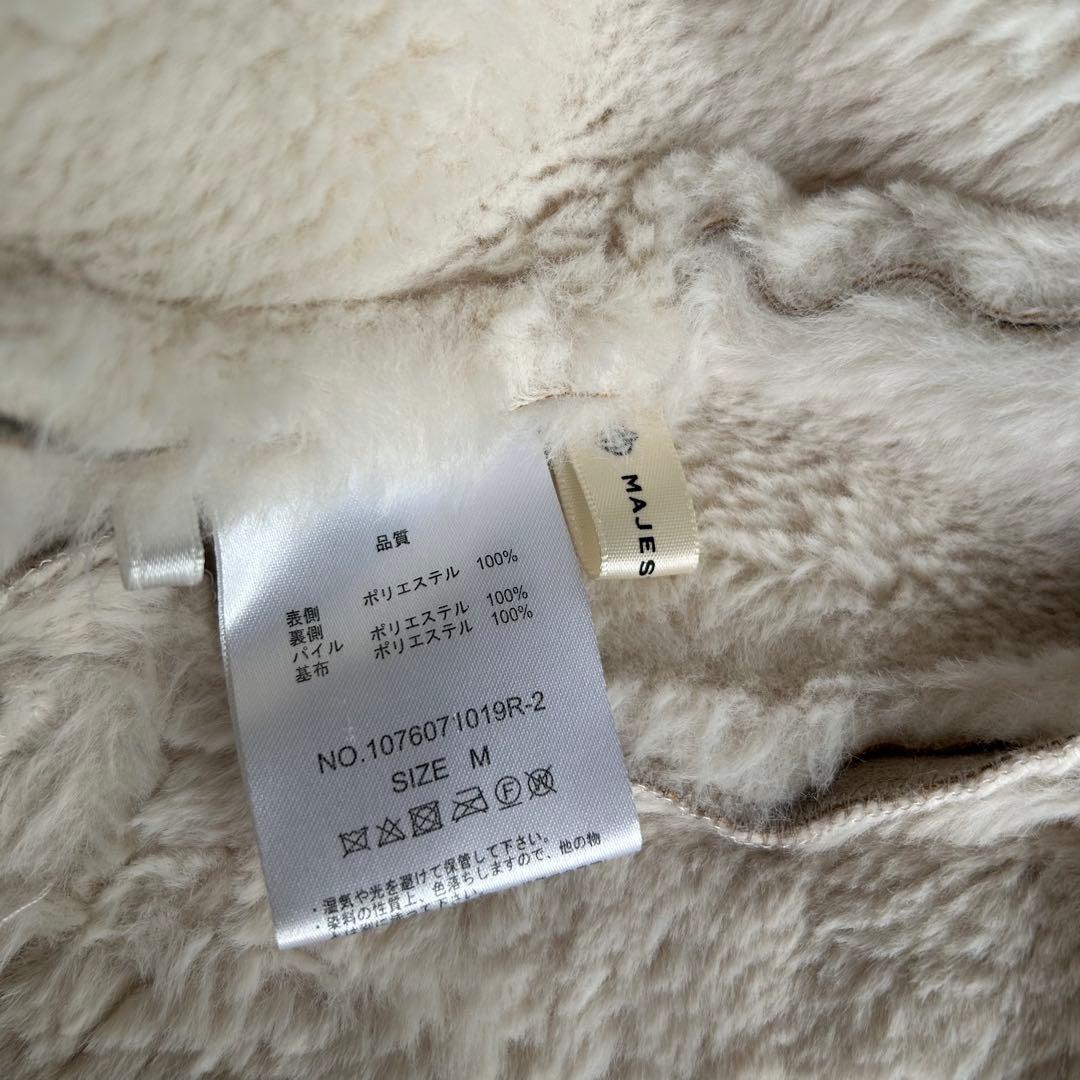 MAJES
品質
表側 ポリエステル 100%
裏側
パイル ポリエステル 100%
基布 ポリエステル 100%
NO.1076071019R-2
SIZE M
F W
・湿気や光を避けて保管して下さい。
・染料の性質上、色落ちしますので、他の物